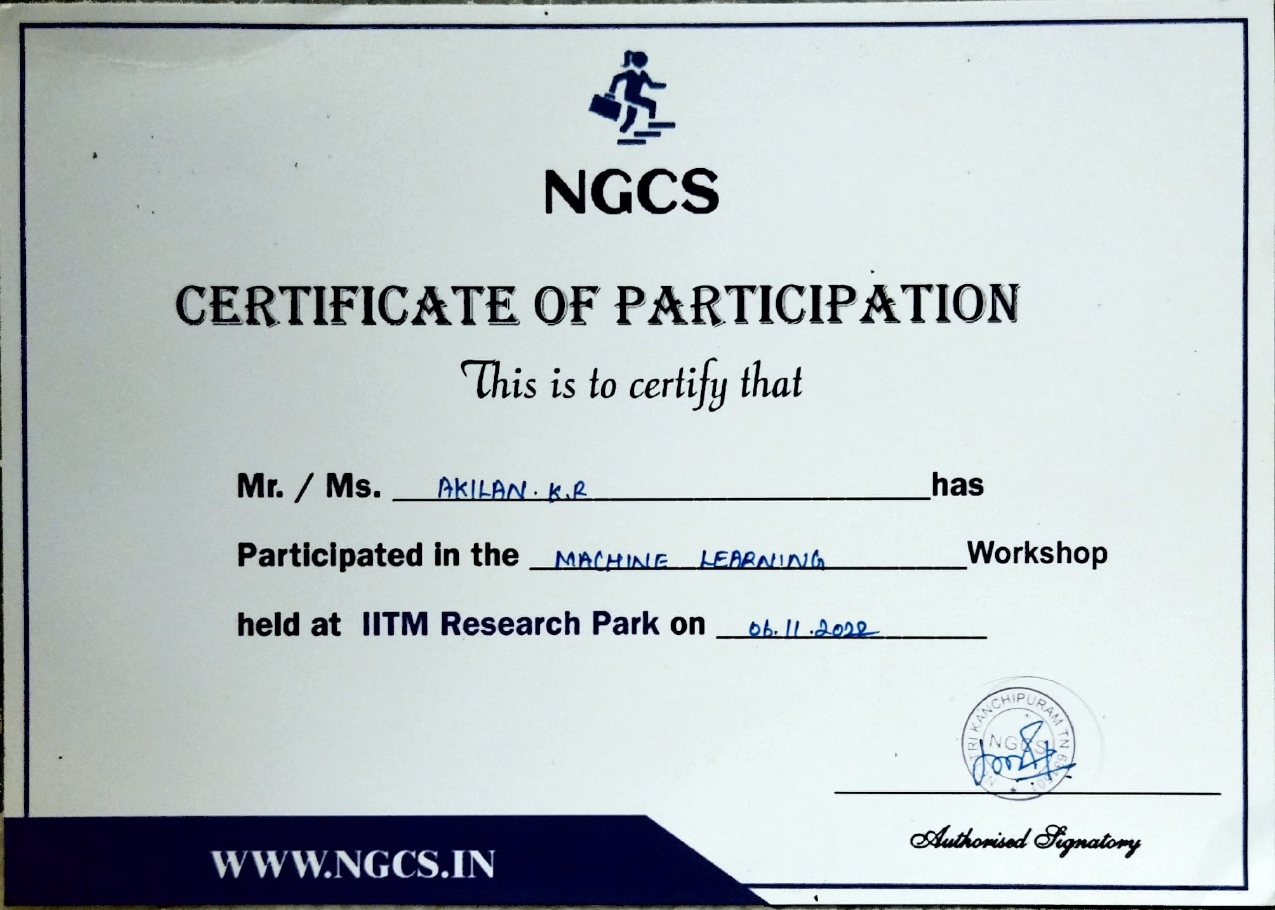 NGCS
CERTIFICATE OF PARTICIPATION
This is to certify that
Mr. / Ms. AKILAN. K.R has
Participated in the MACHINE LEARNING Workshop
held at IITM Research Park on 06.11.2022
KANCHIPURAM TN
NGCS
Authorised Signatory
WWW.NGCS.IN